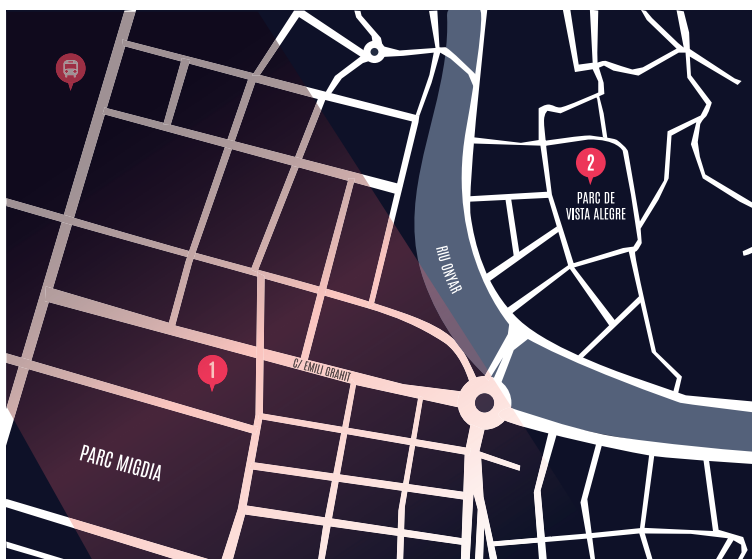 2
PARC DE
VISTA ALEGRE
RIU ONYAR
1
C/ EMILI GRAHIT
PARC MIGDIA